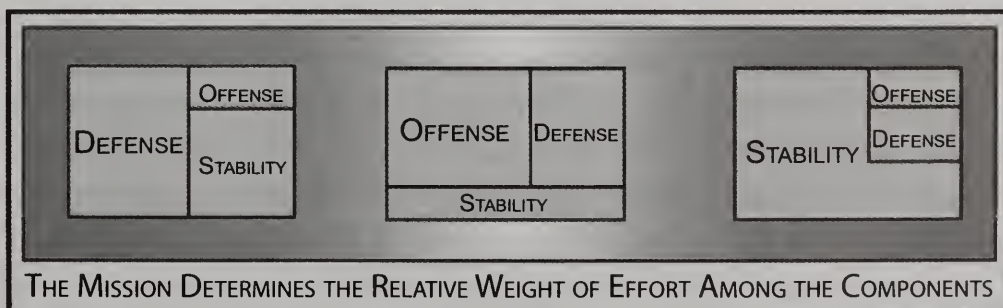 DEFENSE
OFFENSE
STABILITY
OFFENSE
DEFENSE
STABILITY
STABILITY
OFFENSE
DEFENSE
THE MISSION DETERMINES THE RELATIVE WEIGHT OF EFFORT AMONG THE COMPONENTS